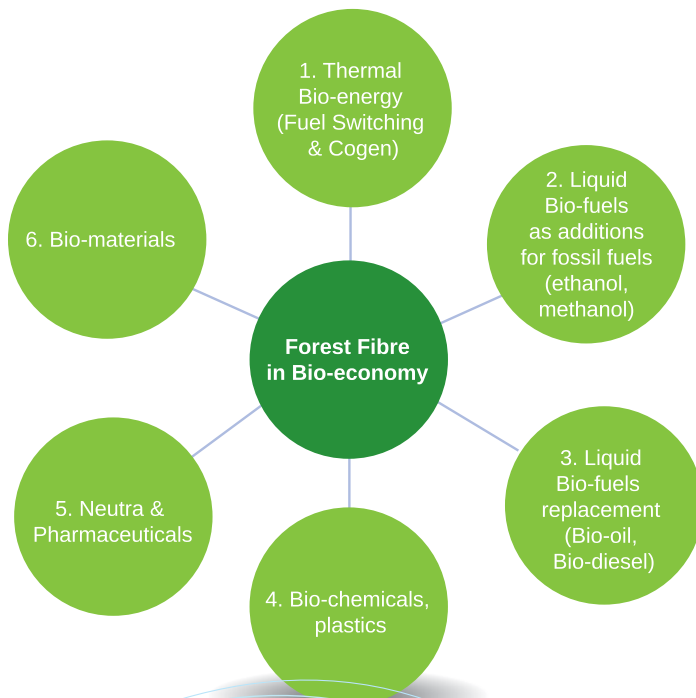 1. Thermal
Bio-energy
(Fuel Switching
& Cogen)
2. Liquid
Bio-fuels
as additions
for fossil fuels
(ethanol,
methanol)
6. Bio-materials
Forest Fibre
in Bio-economy
3. Liquid
Bio-fuels
replacement
(Bio-oil,
Bio-diesel)
5. Neutra &
Pharmaceuticals
4. Bio-chemicals,
plastics